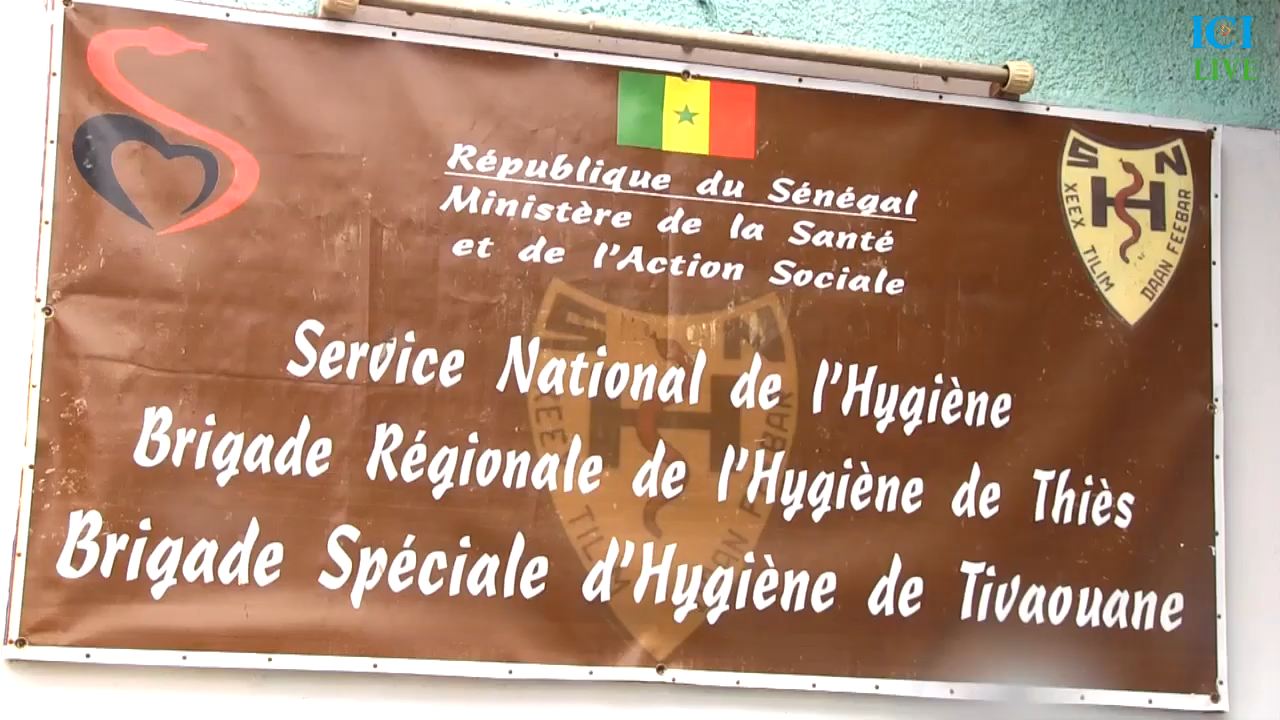 ICI
LIVE
République du Sénégal
Ministère de la Santé
et de l'Action Sociale
S N
H
XEEX TILIM DAAN FEEBAR
Service National de l'Hygiène
Brigade Régionale de l'Hygiène de Thiès
Brigade Spéciale d'Hygiène de Tivaouane